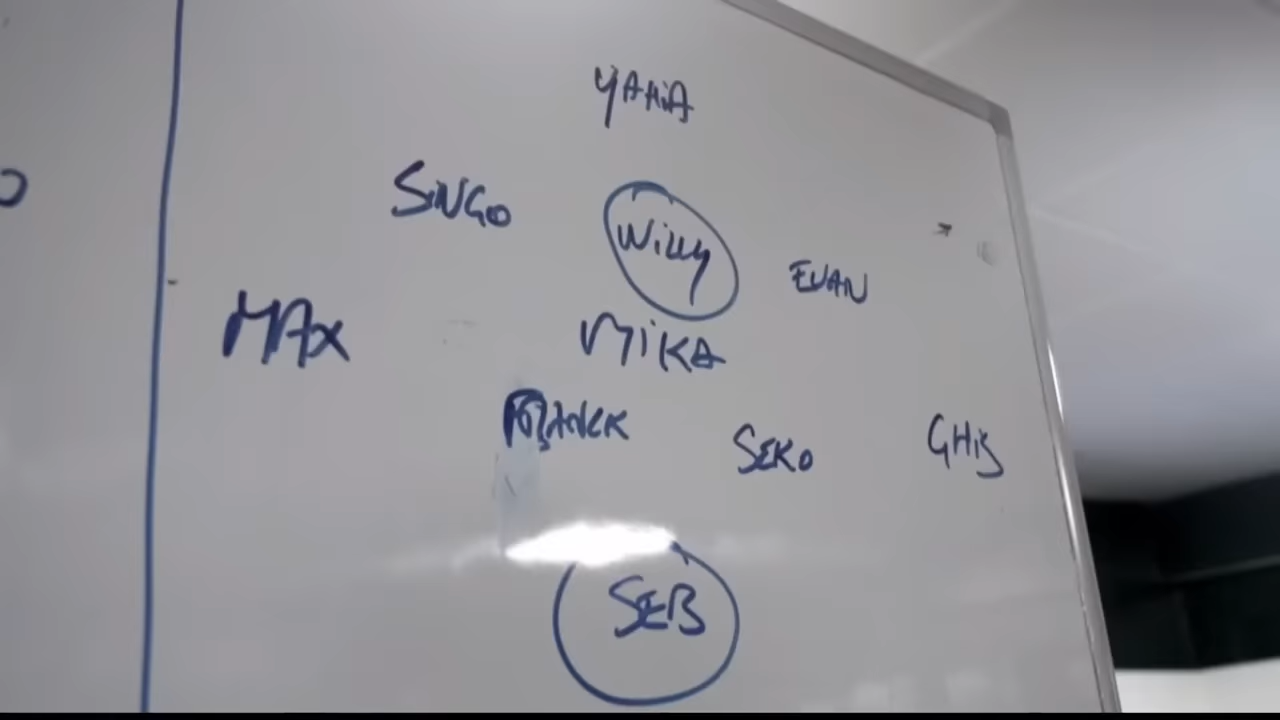 YAHiA
SiNGO
Willy
EVAN
MAX
MiKA
FRANCK
SEKO
GHiS
SEB